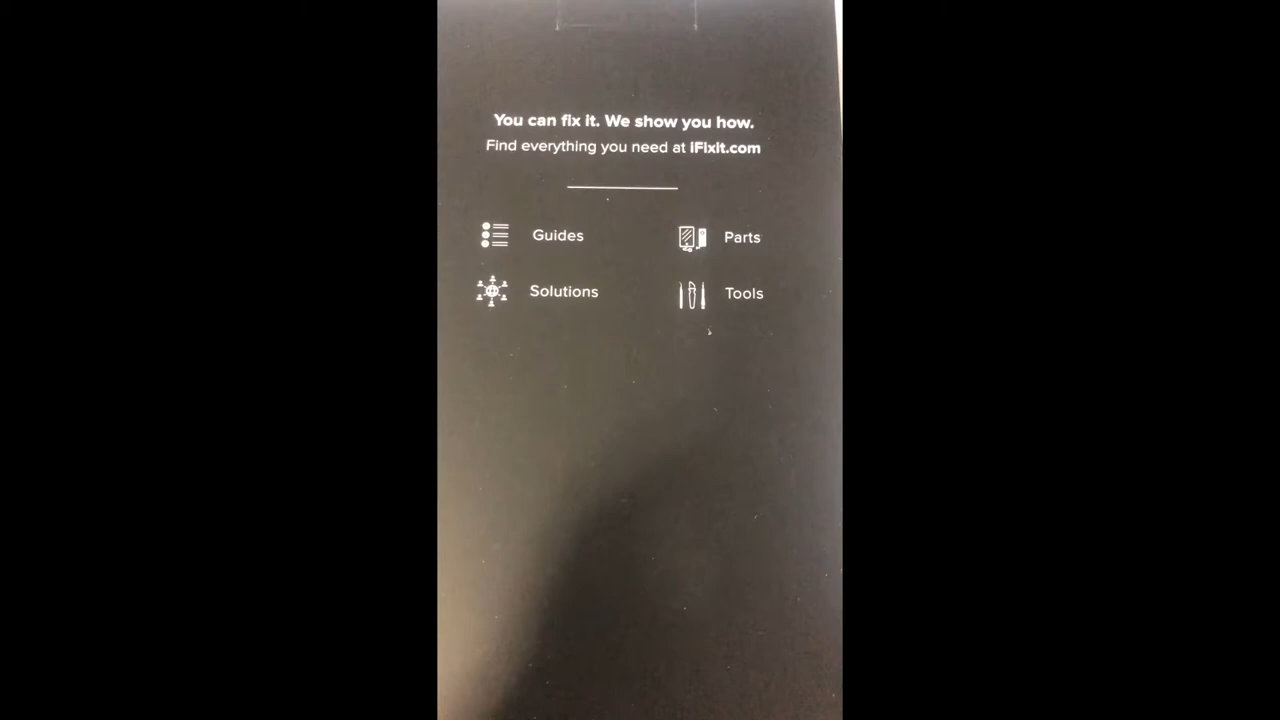 You can fix it. We show you how.
Find everything you need at iFixit.com
Guides
Parts
Solutions
Tools